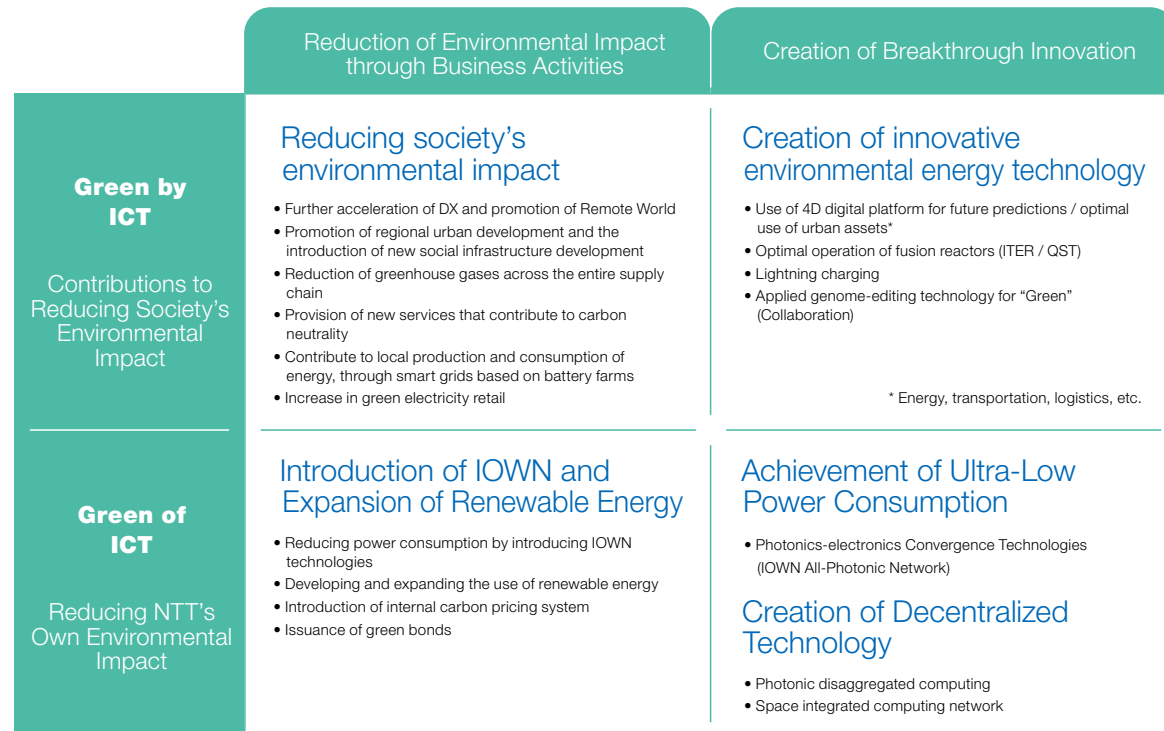 Reduction of Environmental Impact
through Business Activities
Creation of Breakthrough Innovation
Green by
ICT
Contributions to
Reducing Society's
Environmental
Impact
Reducing society's
environmental impact
• Further acceleration of DX and promotion of Remote World
• Promotion of regional urban development and the
introduction of new social infrastructure development
• Reduction of greenhouse gases across the entire supply
chain
• Provision of new services that contribute to carbon
neutrality
• Contribute to local production and consumption of
energy, through smart grids based on battery farms
• Increase in green electricity retail
Creation of innovative
environmental energy technology
• Use of 4D digital platform for future predictions / optimal
use of urban assets*
• Optimal operation of fusion reactors (ITER / QST)
• Lightning charging
• Applied genome-editing technology for “Green”
(Collaboration)
* Energy, transportation, logistics, etc.
Green of
ICT
Reducing NTT's
Own Environmental
Impact
Introduction of IOWN and
Expansion of Renewable Energy
• Reducing power consumption by introducing IOWN
technologies
• Developing and expanding the use of renewable energy
• Introduction of internal carbon pricing system
• Issuance of green bonds
Achievement of Ultra-Low
Power Consumption
• Photonics-electronics Convergence Technologies
(IOWN All-Photonic Network)
Creation of Decentralized
Technology
• Photonic disaggregated computing
• Space integrated computing network